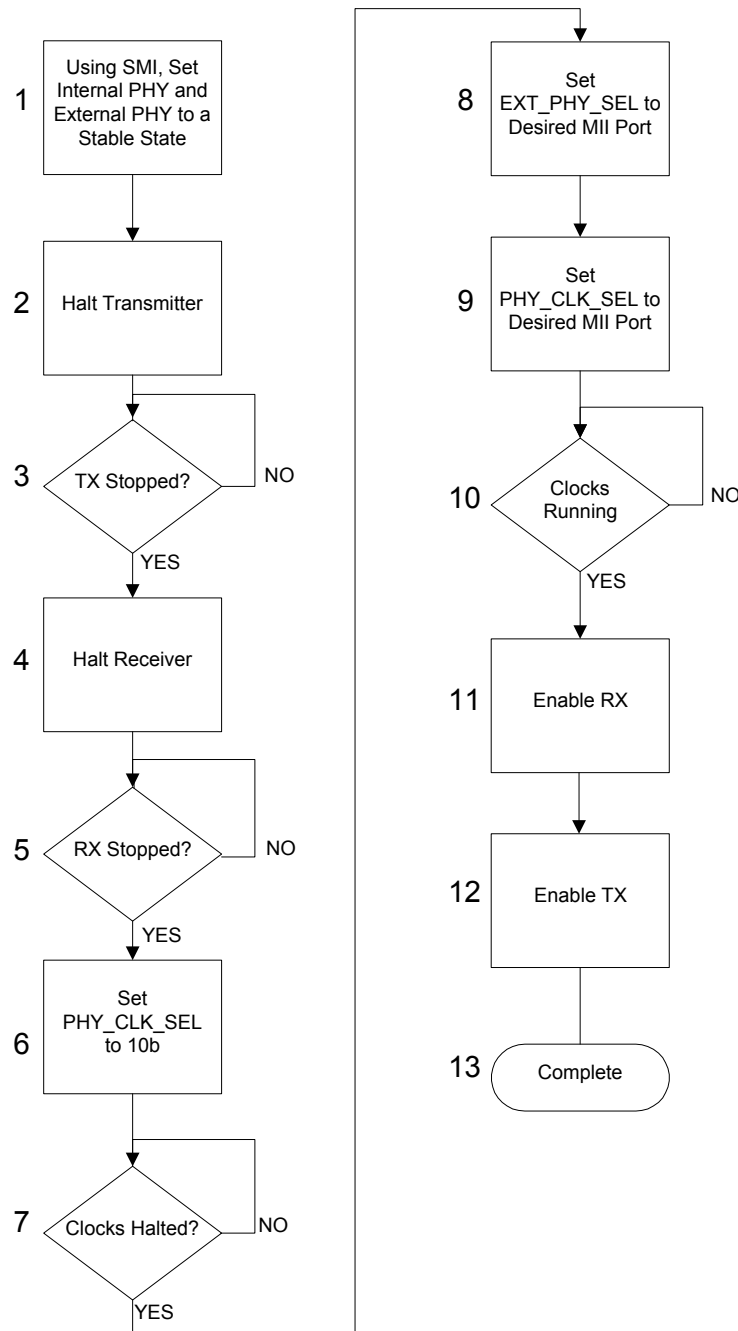 1
Using SMI, Set
Internal PHY and
External PHY to a
Stable State
2
Halt Transmitter
3
TX Stopped?
NO
YES
4
Halt Receiver
5
RX Stopped?
NO
YES
6
Set
PHY_CLK_SEL
to 10b
7
Clocks Halted?
NO
YES
8
Set
EXT_PHY_SEL to
Desired MII Port
9
Set
PHY_CLK_SEL to
Desired MII Port
10
Clocks
Running
NO
YES
11
Enable RX
12
Enable TX
13
Complete